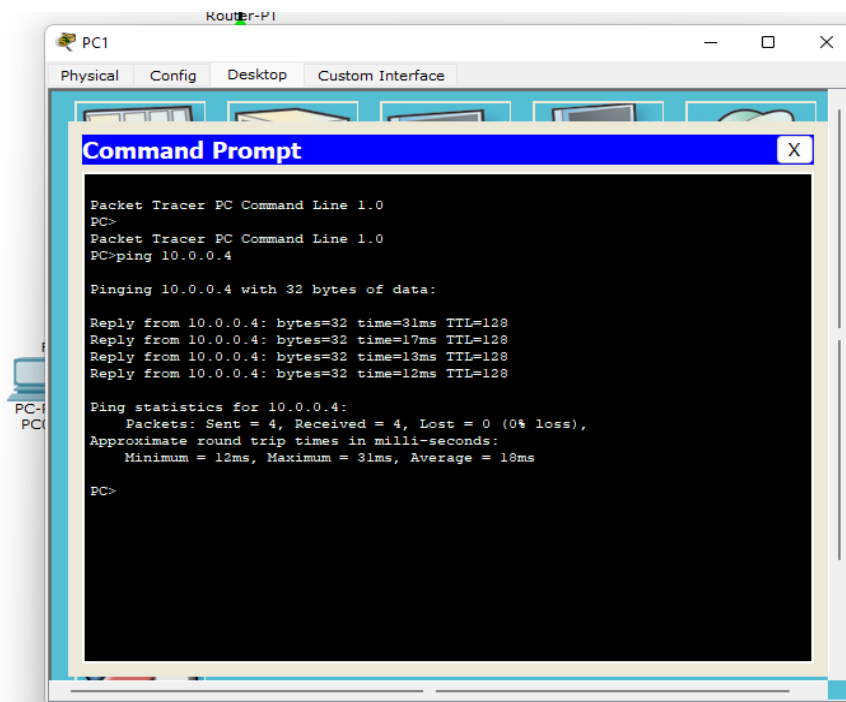 Router-PT
PC1
Physical Config Desktop Custom Interface
Command Prompt
X
Packet Tracer PC Command Line 1.0
PC>
Packet Tracer PC Command Line 1.0
PC>ping 10.0.0.4
Pinging 10.0.0.4 with 32 bytes of data:
Reply from 10.0.0.4: bytes=32 time=31ms TTL=128
Reply from 10.0.0.4: bytes=32 time=17ms TTL=128
Reply from 10.0.0.4: bytes=32 time=13ms TTL=128
Reply from 10.0.0.4: bytes=32 time=12ms TTL=128
Ping statistics for 10.0.0.4:
Packets: Sent = 4, Received = 4, Lost = 0 (0% loss),
Approximate round trip times in milli-seconds:
Minimum = 12ms, Maximum = 31ms, Average = 18ms
PC>